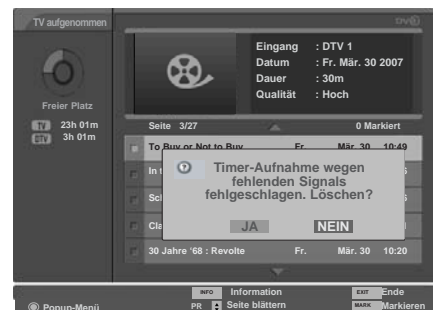 TV aufgenommen
DV
Eingang : DTV 1
Datum : Fr. Mär. 30 2007
Dauer : 30m
Qualität : Hoch
Freier Platz
TV 23h 01m
DTV 3h 01m
Seite 3/27 0 Markiert
To Buy or Not to Buy Fr. Mär. 30 10:49
Timer-Aufnahme wegen
fehlenden Signals
fehlgeschlagen. Löschen?
JA NEIN
30 Jahre '68 : Revolte Fr. Mär. 30 10:20
INFO Information EXIT Ende
Popup-Menü PR Seite blättern MARK Markieren